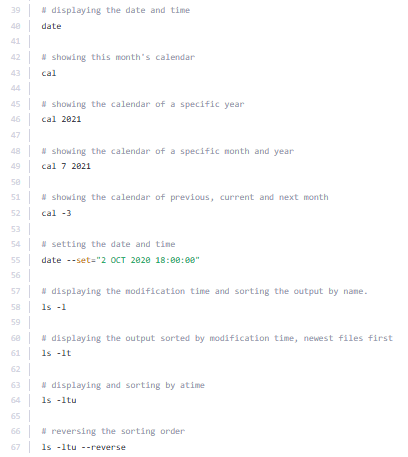 39 # displaying the date and time
40 date
41
42 # showing this month's calendar
43 cal
44
45 # showing the calendar of a specific year
46 cal 2021
47
48 # showing the calendar of a specific month and year
49 cal 7 2021
50
51 # showing the calendar of previous, current and next month
52 cal -3
53
54 # setting the date and time
55 date --set="2 OCT 2020 18:00:00"
56
57 # displaying the modification time and sorting the output by name.
58 ls -l
59
60 # displaying the output sorted by modification time, newest files first
61 ls -lt
62
63 # displaying and sorting by atime
64 ls -ltu
65
66 # reversing the sorting order
67 ls -ltu --reverse